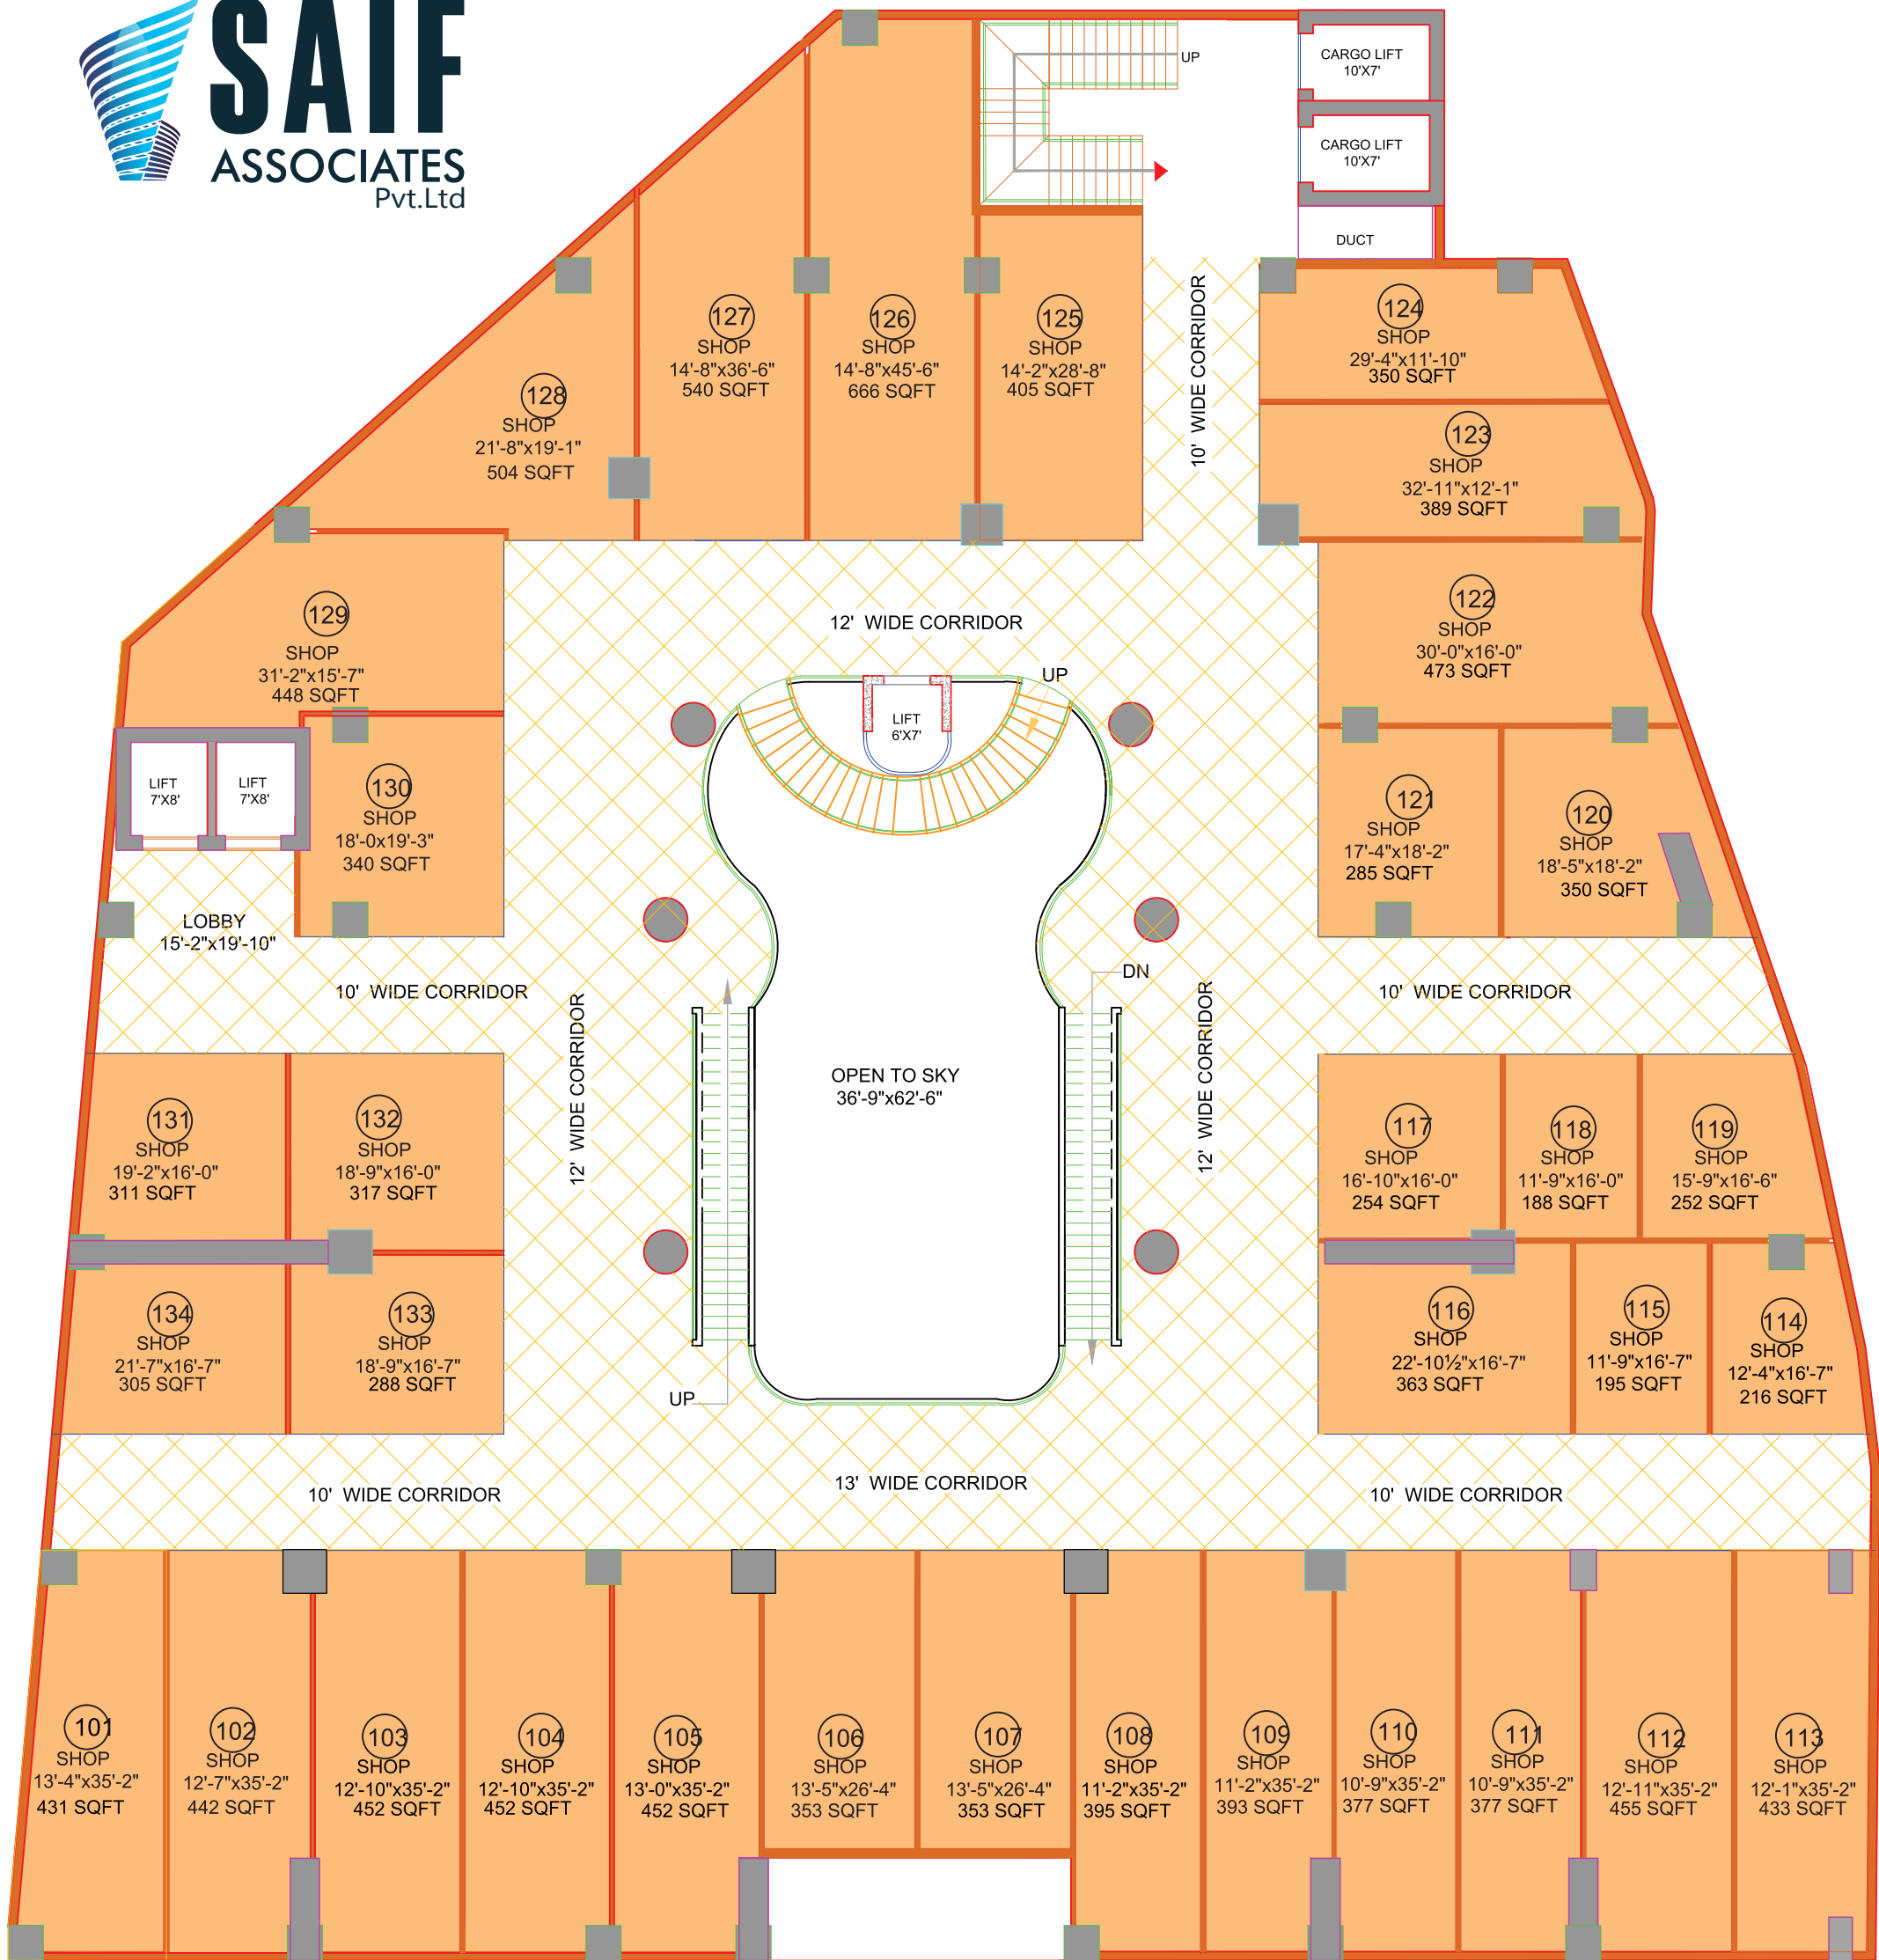 SAIF
ASSOCIATES
Pvt.Ltd
UP
CARGO LIFT
10'X7'
CARGO LIFT
10'X7'
DUCT
10' WIDE CORRIDOR
124
SHOP
29'-4"x11'-10"
350 SQFT
127
SHOP
14'-8"x36'-6"
540 SQFT
126
SHOP
14'-8"x45'-6"
666 SQFT
125
SHOP
14'-2"x28'-8"
405 SQFT
128
SHOP
21'-8"x19'-1"
504 SQFT
123
SHOP
32'-11"x12'-1"
389 SQFT
129
SHOP
31'-2"x15'-7"
448 SQFT
12' WIDE CORRIDOR
122
SHOP
30'-0"x16'-0"
473 SQFT
UP
LIFT
6'X7'
LIFT
7'X8'
LIFT
7'X8'
130
SHOP
18'-0x19'-3"
340 SQFT
121
SHOP
17'-4"x18'-2"
285 SQFT
120
SHOP
18'-5"x18'-2"
350 SQFT
LOBBY
15'-2"x19'-10"
10' WIDE CORRIDOR
12' WIDE CORRIDOR
DN
12' WIDE CORRIDOR
10' WIDE CORRIDOR
OPEN TO SKY
36'-9"x62'-6"
131
SHOP
19'-2"x16'-0"
311 SQFT
132
SHOP
18'-9"x16'-0"
317 SQFT
117
SHOP
16'-10"x16'-0"
254 SQFT
118
SHOP
11'-9"x16'-0"
188 SQFT
119
SHOP
15'-9"x16'-6"
252 SQFT
134
SHOP
21'-7"x16'-7"
305 SQFT
133
SHOP
18'-9"x16'-7"
288 SQFT
116
SHOP
22'-10½"x16'-7"
363 SQFT
115
SHOP
11'-9"x16'-7"
195 SQFT
114
SHOP
12'-4"x16'-7"
216 SQFT
UP
10' WIDE CORRIDOR
13' WIDE CORRIDOR
10' WIDE CORRIDOR
101
SHOP
13'-4"x35'-2"
431 SQFT
102
SHOP
12'-7"x35'-2"
442 SQFT
103
SHOP
12'-10"x35'-2"
452 SQFT
104
SHOP
12'-10"x35'-2"
452 SQFT
105
SHOP
13'-0"x35'-2"
452 SQFT
106
SHOP
13'-5"x26'-4"
353 SQFT
107
SHOP
13'-5"x26'-4"
353 SQFT
108
SHOP
11'-2"x35'-2"
395 SQFT
109
SHOP
11'-2"x35'-2"
393 SQFT
110
SHOP
10'-9"x35'-2"
377 SQFT
111
SHOP
10'-9"x35'-2"
377 SQFT
112
SHOP
12'-11"x35'-2"
455 SQFT
113
SHOP
12'-1"x35'-2"
433 SQFT